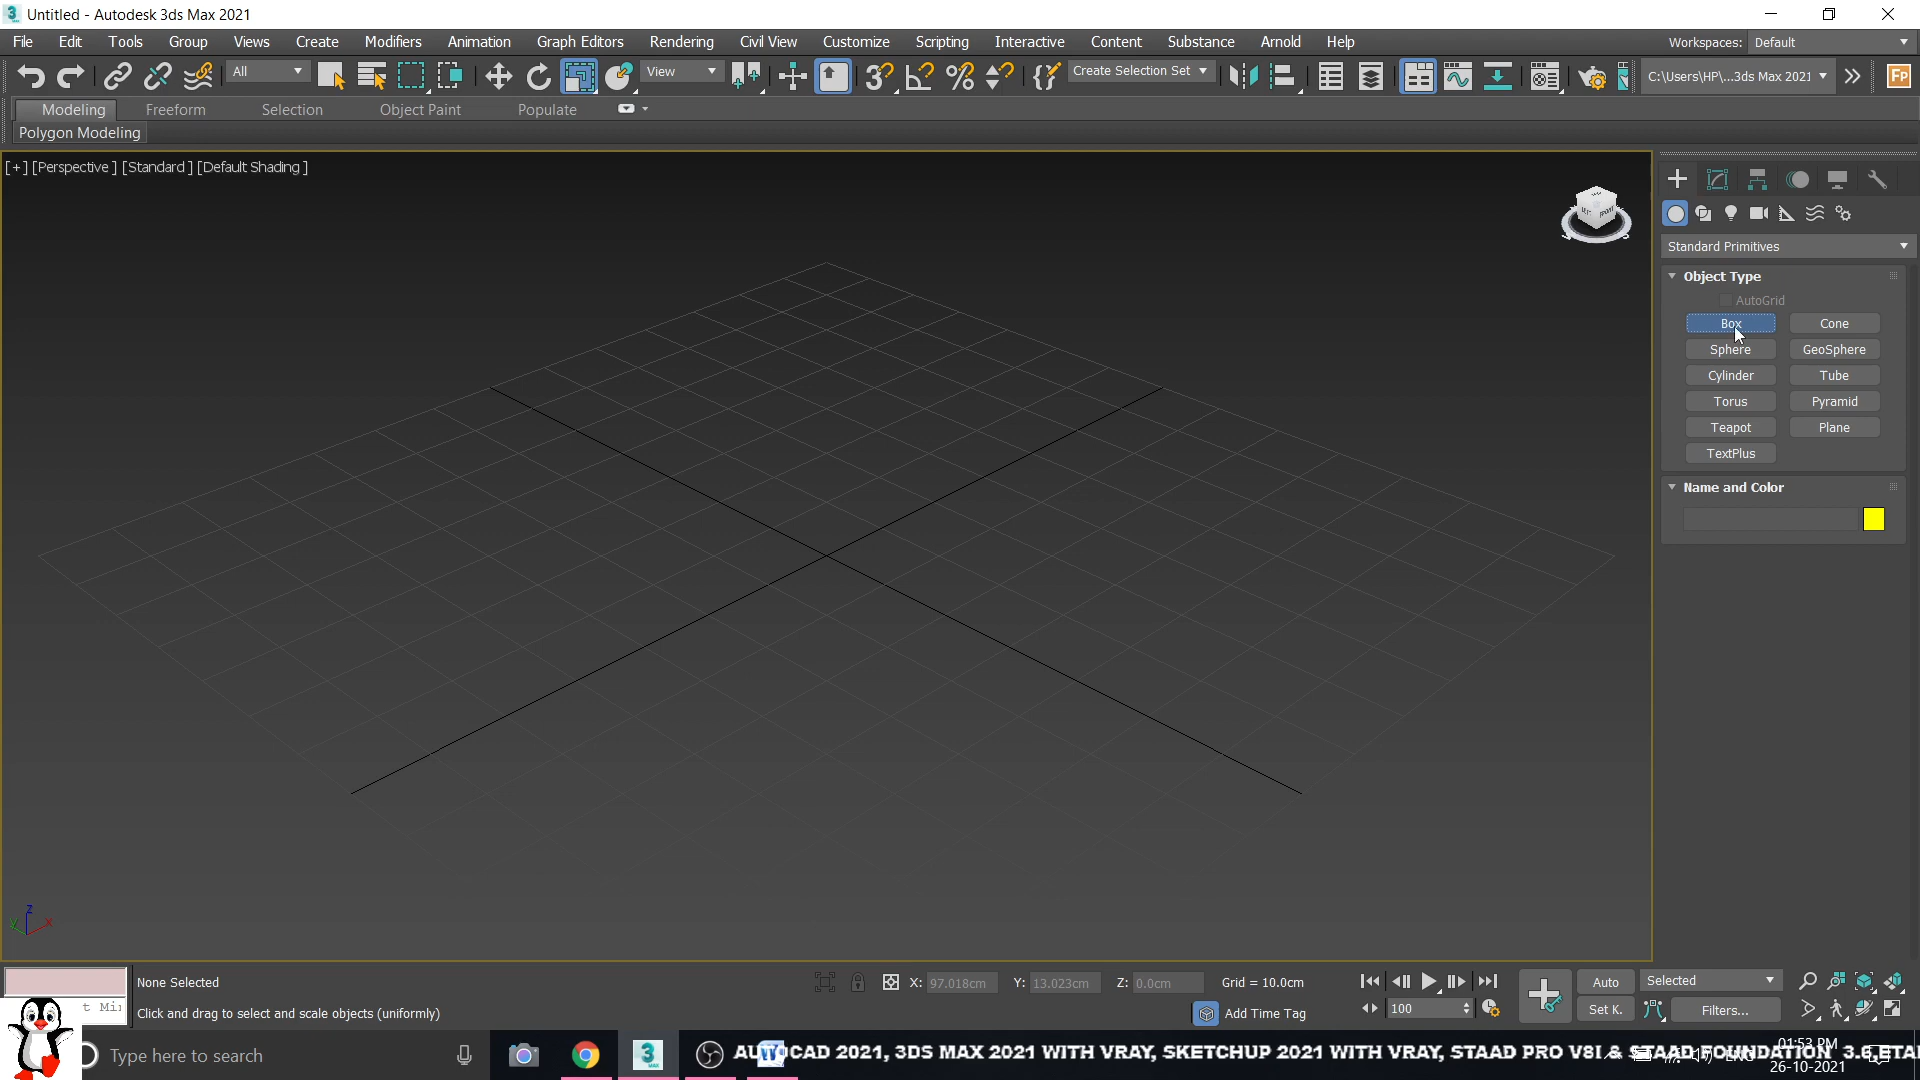 Untitled - Autodesk 3ds Max 2021
File Edit Tools Group Views Create Modifiers Animation Graph Editors Rendering Civil View Customize Scripting Interactive Content Substance Arnold Help Workspaces: Default
All View Create Selection Set C:\Users\HP\...3ds Max 2021
Modeling Freeform Selection Object Paint Populate
Polygon Modeling
[+] [Perspective ] [Standard ] [Default Shading ]
Standard Primitives
Object Type
AutoGrid
Box Cone
Sphere GeoSphere
Cylinder Tube
Torus Pyramid
Teapot Plane
TextPlus
Name and Color
z
y x
None Selected X: 97.018cm Y: 13.023cm Z: 0.0cm Grid = 10.0cm Auto Selected
t Mi Click and drag to select and scale objects (uniformly) Add Time Tag 100 Set K. Filters...
Type here to search 2021, 3DS MAX 2021 WITH VRAY, SKETCHUP 2021 WITH VRAY, STAAD PRO V8I &
01:53 PM
26-10-2021